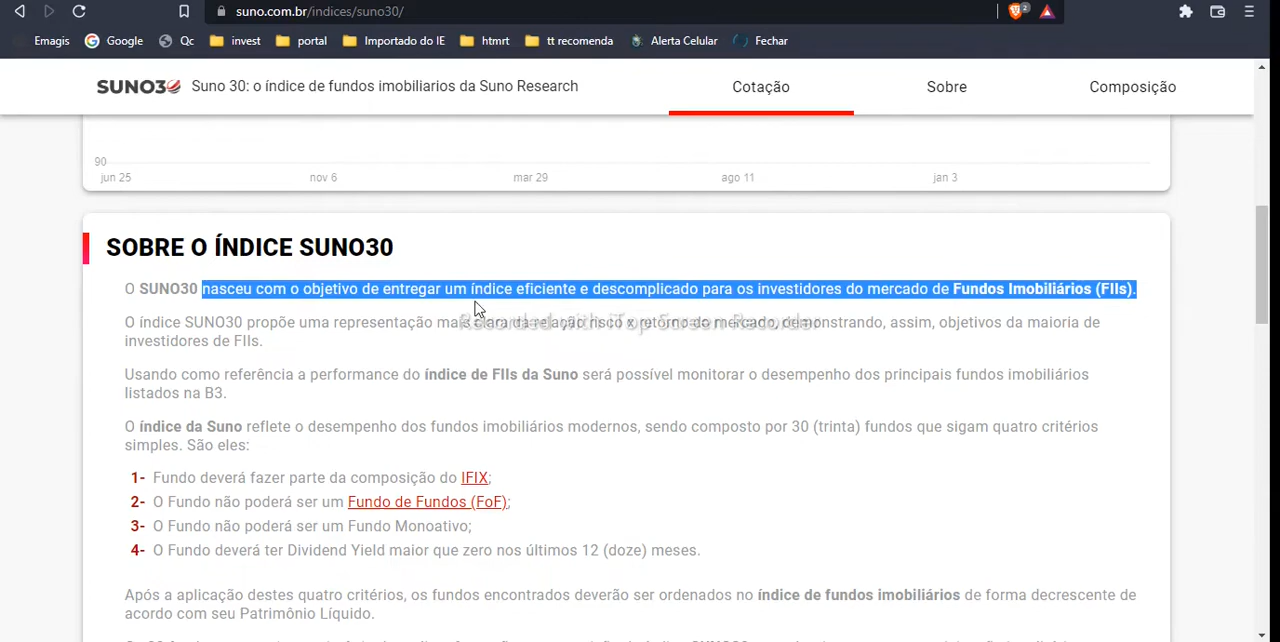 suno.com.br/indices/suno30/
2
Emagis Google Qc invest portal Importado do IE htmrt tt recomenda Alerta Celular Fechar
SUNO30 Suno 30: o índice de fundos imobiliarios da Suno Research Cotação Sobre Composição
90
jun 25 nov 6 mar 29 ago 11 jan 3
SOBRE O ÍNDICE SUNO30
O SUNO30 nasceu com o objetivo de entregar um índice eficiente e descomplicado para os investidores do mercado de Fundos Imobiliários (FIIs).
O índice SUNO30 propõe uma representação mais clara da relação risco x retorno do mercado, demonstrando, assim, objetivos da maioria de
Recorded with iTop Screen Recorder
investidores de FIIs.
Usando como referência a performance do índice de FIIs da Suno será possível monitorar o desempenho dos principais fundos imobiliários
listados na B3.
O índice da Suno reflete o desempenho dos fundos imobiliários modernos, sendo composto por 30 (trinta) fundos que sigam quatro critérios
simples. São eles:
1- Fundo deverá fazer parte da composição do IFIX;
2- O Fundo não poderá ser um Fundo de Fundos (FoF);
3- O Fundo não poderá ser um Fundo Monoativo;
4- O Fundo deverá ter Dividend Yield maior que zero nos últimos 12 (doze) meses.
Após a aplicação destes quatro critérios, os fundos encontrados deverão ser ordenados no índice de fundos imobiliários de forma decrescente de
acordo com seu Patrimônio Líquido.